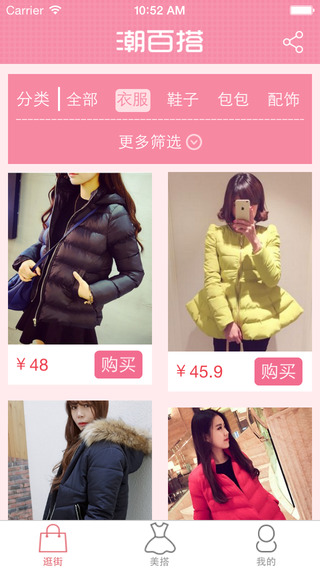 Carrier 10:52 AM
潮百搭
分类 全部 衣服 鞋子 包包 配饰
更多筛选
¥48 购买
¥45.9 购买
逛街 美搭 我的